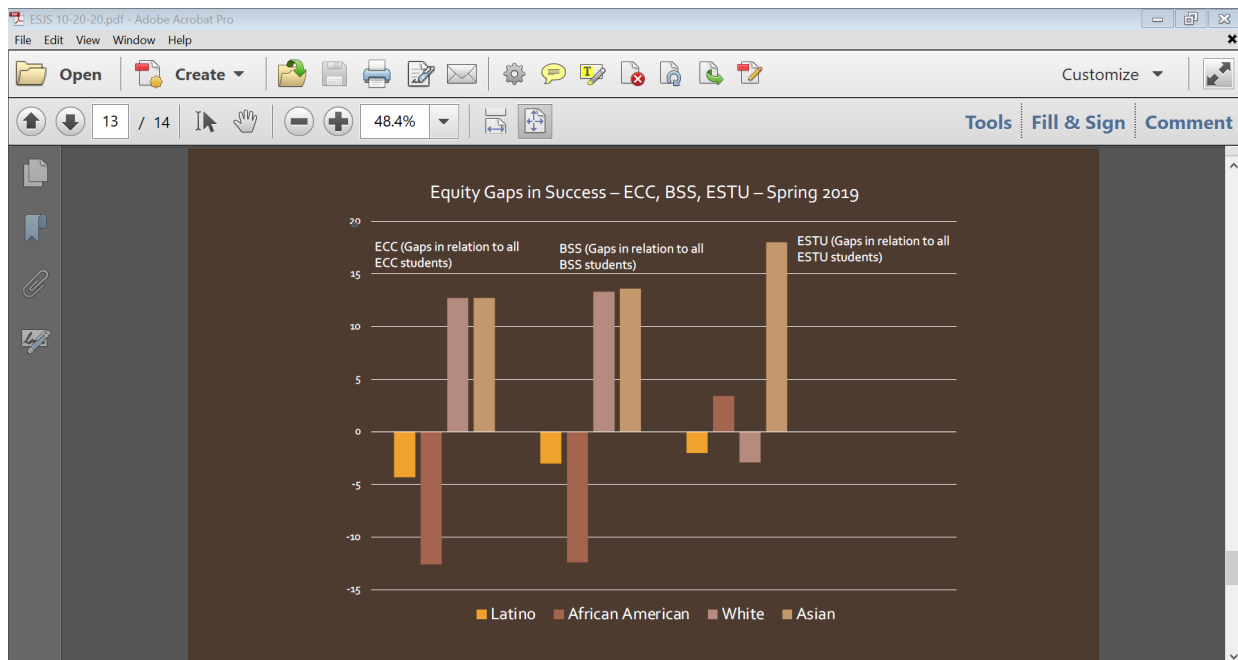 ESJS 10-20-20.pdf - Adobe Acrobat Pro
File Edit View Window Help
Open Create Customize
13 / 14 48.4% Tools Fill & Sign Comment
Equity Gaps in Success – ECC, BSS, ESTU – Spring 2019
20
ECC (Gaps in relation to all
ECC students)
BSS (Gaps in relation to all
BSS students)
ESTU (Gaps in relation to all
ESTU students)
15
10
5
0
-5
-10
-15
Latino African American White Asian